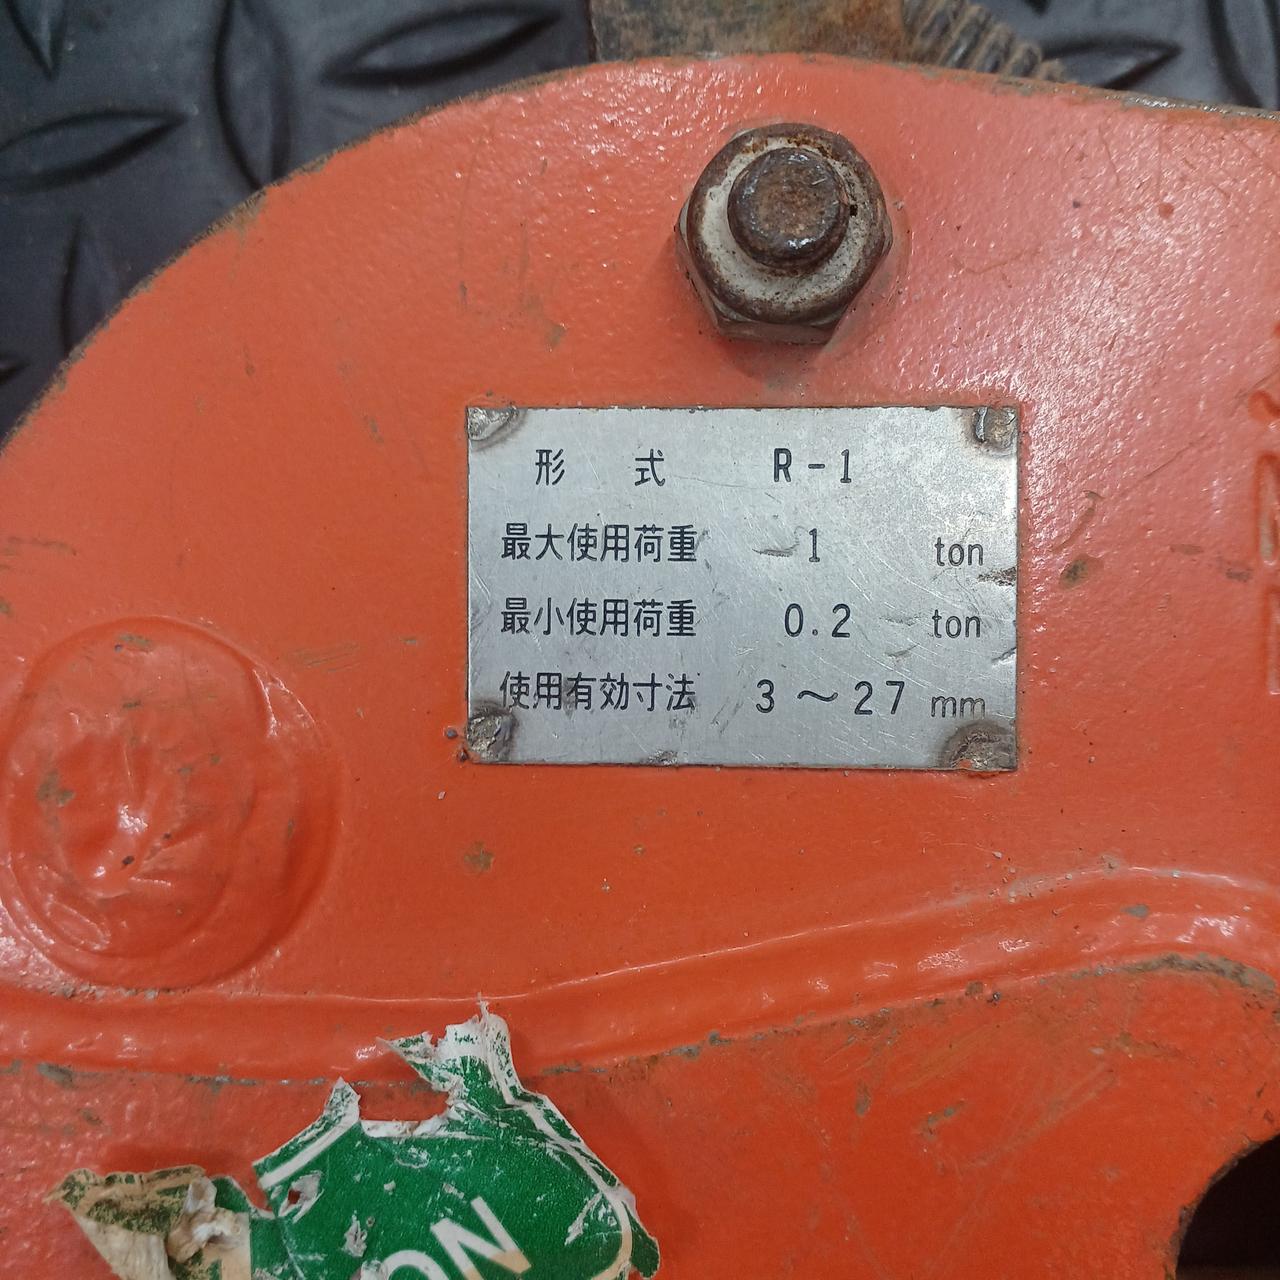 形 式 R-1
最大使用荷重 1 ton
最小使用荷重 0.2 ton
使用有効寸法 3〜27 mm